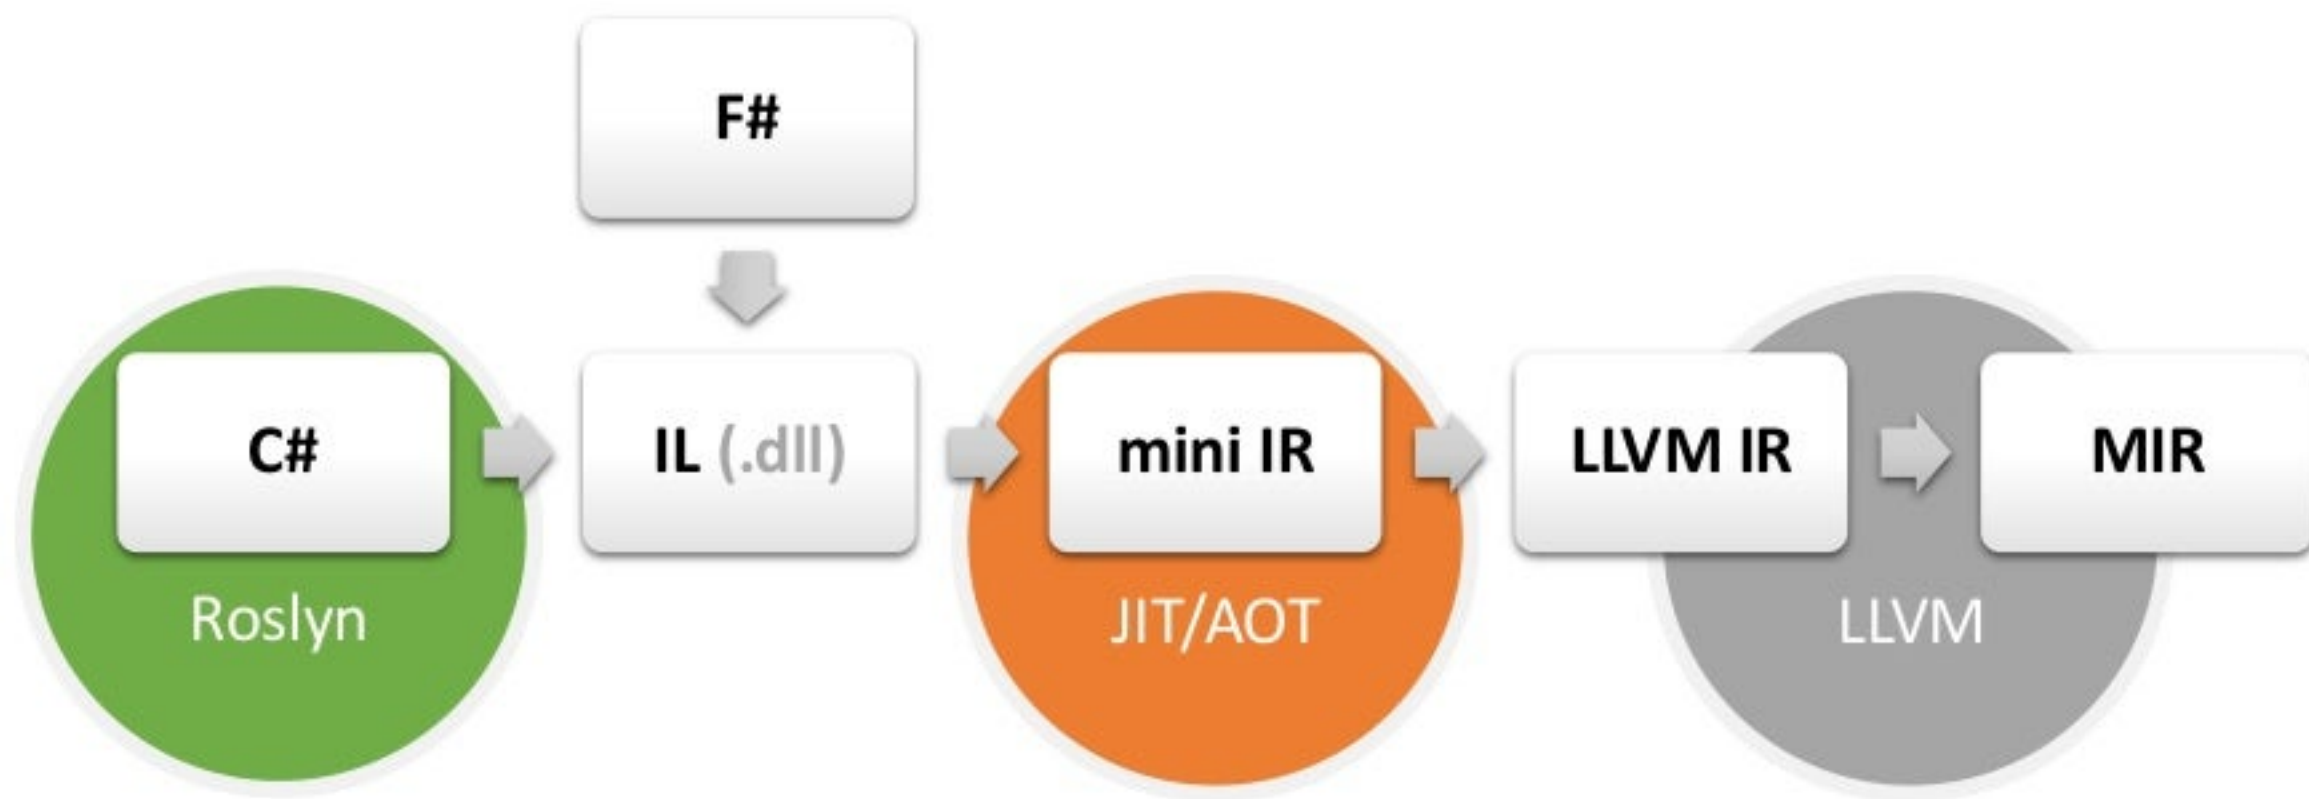 F#
C#
IL (.dll)
mini IR
LLVM IR
MIR
Roslyn
JIT/AOT
LLVM